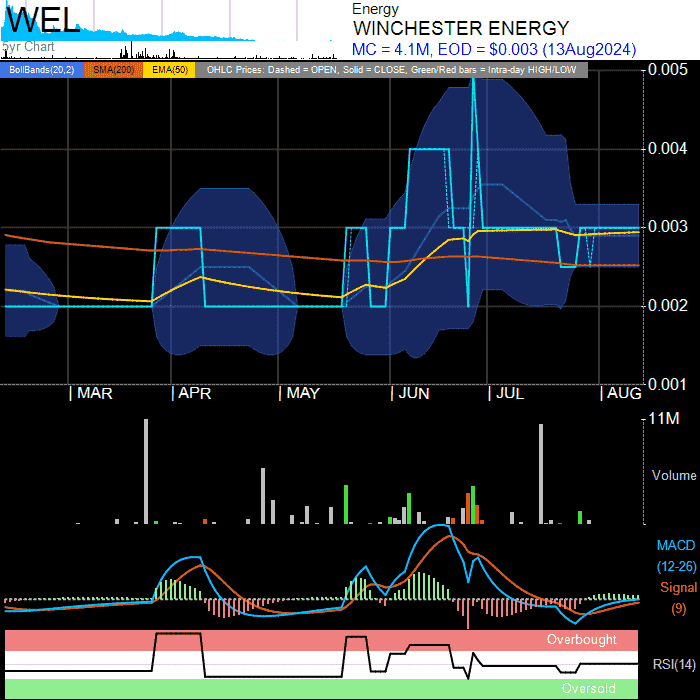 WEL
5yr Chart
Energy
WINCHESTER ENERGY
MC = 4.1M, EOD = $0.003 (13Aug2024)
BollBands(20,2) SMA(200) EMA(50) OHLC Prices: Dashed = OPEN, Solid = CLOSE, Green/Red bars = Intra-day HIGH/LOW
0.005
0.004
0.003
0.002
0.001
| MAR | APR | MAY | JUN | JUL | AUG
11M
Volume
MACD
(12-26)
Signal
(9)
Overbought
RSI(14)
Oversold